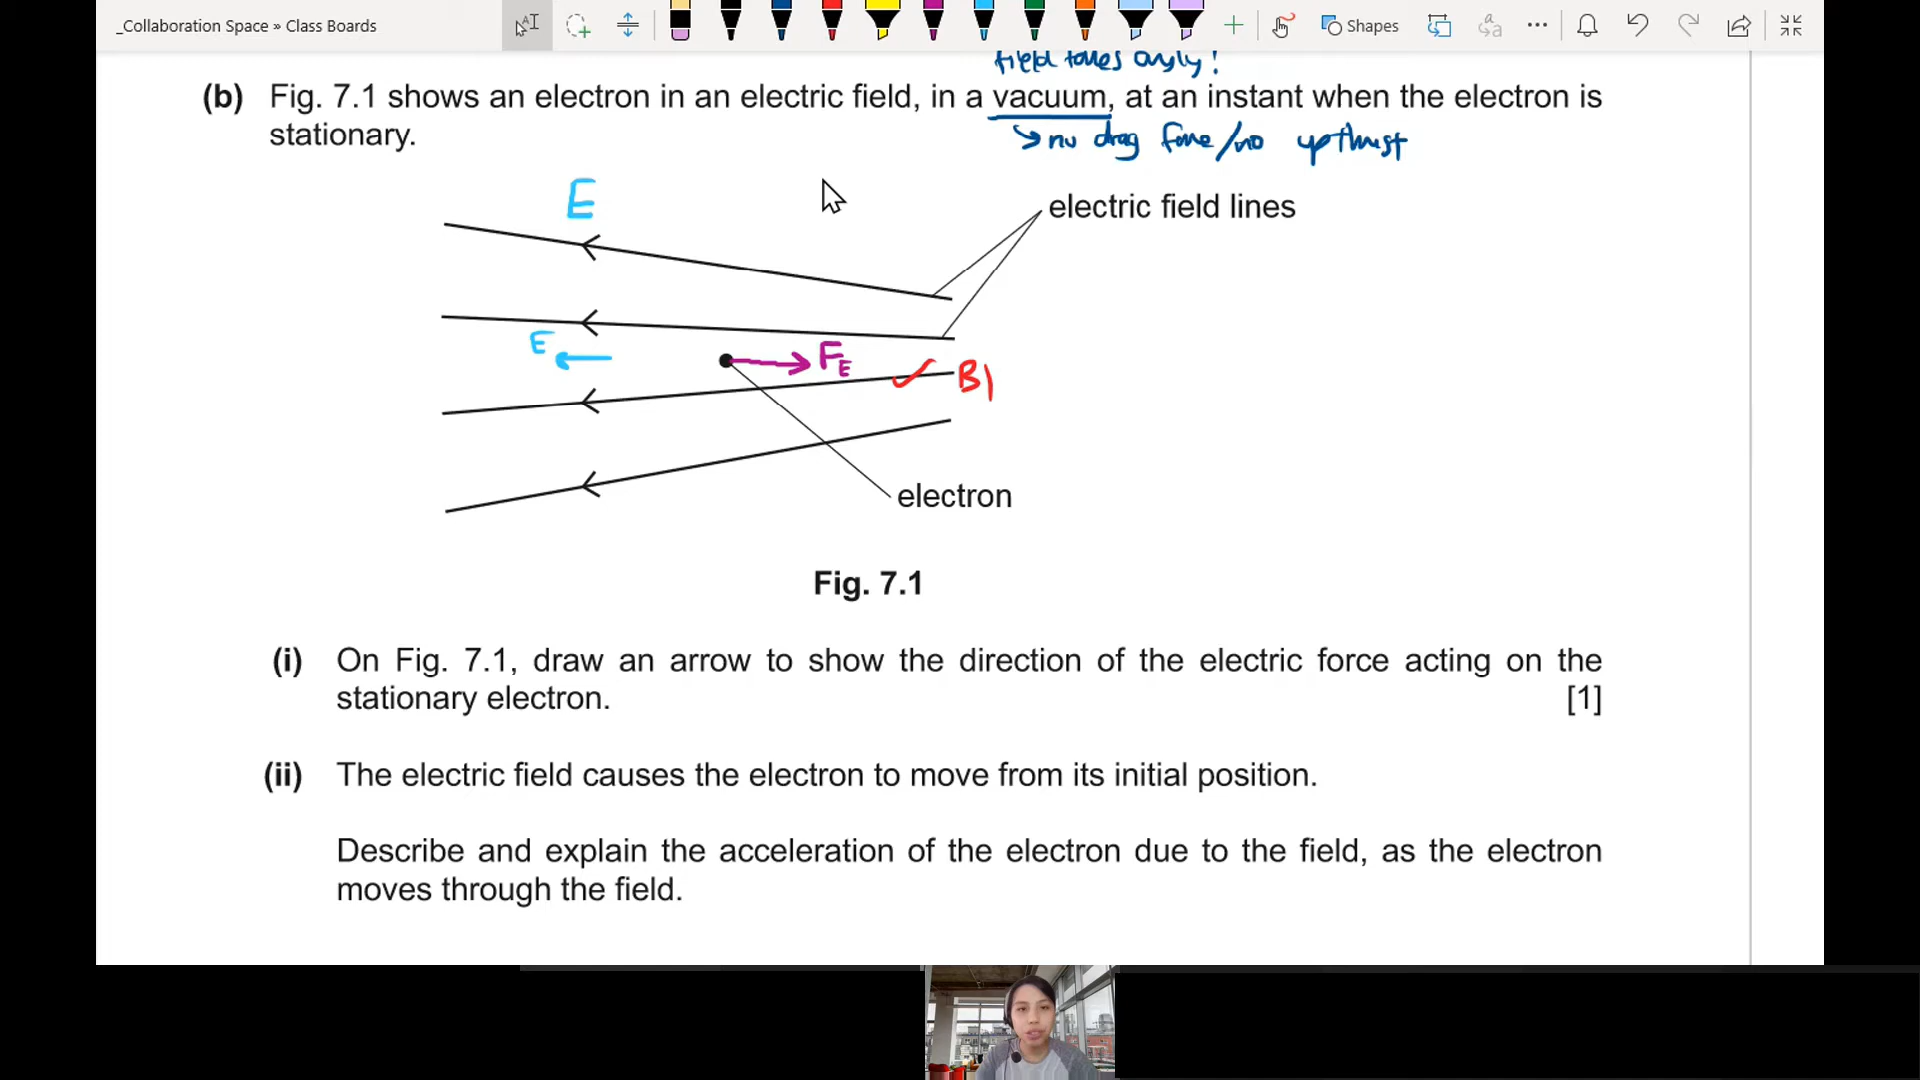 _Collaboration Space » Class Boards
Shapes
field forces only!
(b) Fig. 7.1 shows an electron in an electric field, in a vacuum, at an instant when the electron is
stationary.
↘ no drag force/no upthrust
E
electric field lines
E
F_E
B1
electron
Fig. 7.1
(i) On Fig. 7.1, draw an arrow to show the direction of the electric force acting on the
stationary electron. [1]
(ii) The electric field causes the electron to move from its initial position.
Describe and explain the acceleration of the electron due to the field, as the electron
moves through the field.